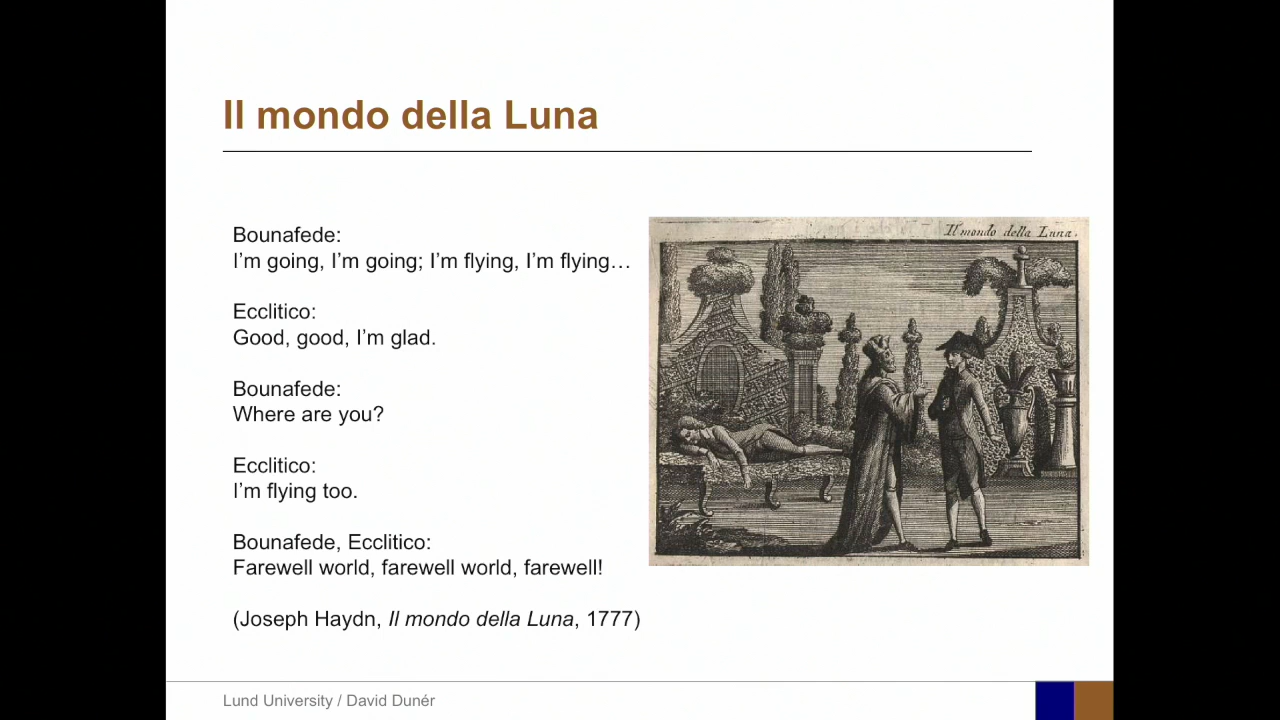 Il mondo della Luna
Bounafede:
I’m going, I’m going; I’m flying, I’m flying…
Ecclitico:
Good, good, I’m glad.
Bounafede:
Where are you?
Ecclitico:
I’m flying too.
Bounafede, Ecclitico:
Farewell world, farewell world, farewell!
(Joseph Haydn, Il mondo della Luna, 1777)
Il mondo della Luna.
Lund University / David Dunér